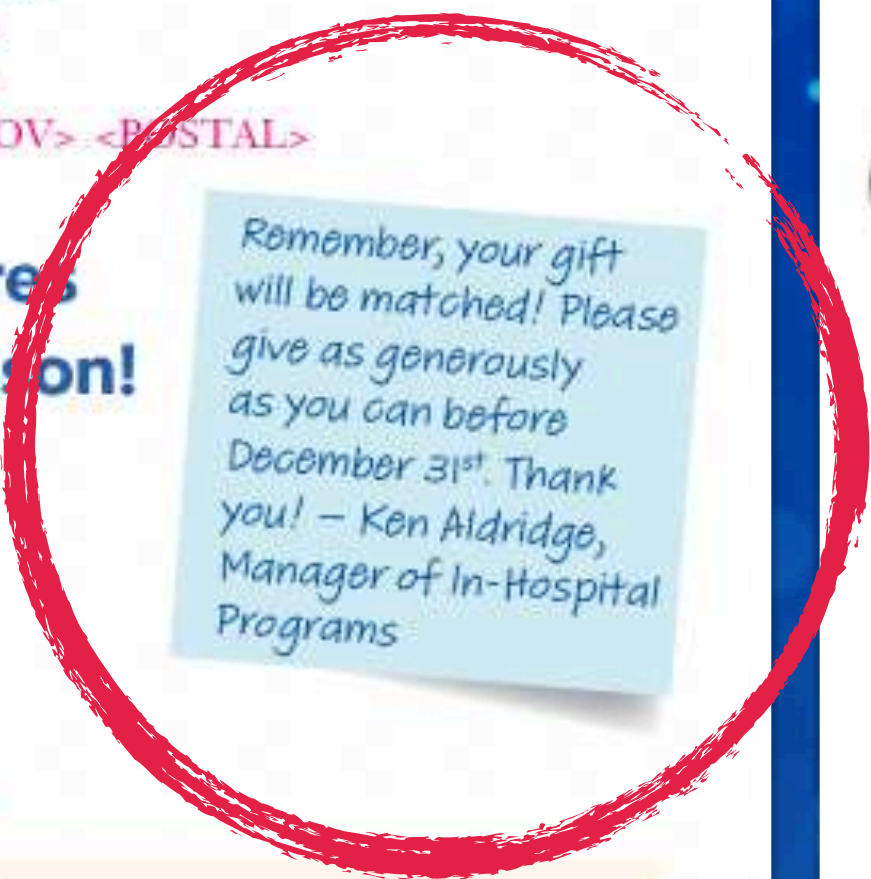 OV> <POSTAL>
res
son!
Remember, your gift
will be matched! Please
give as generously
as you can before
December 31st. Thank
you! – Ken Aldridge,
Manager of In-Hospital
Programs